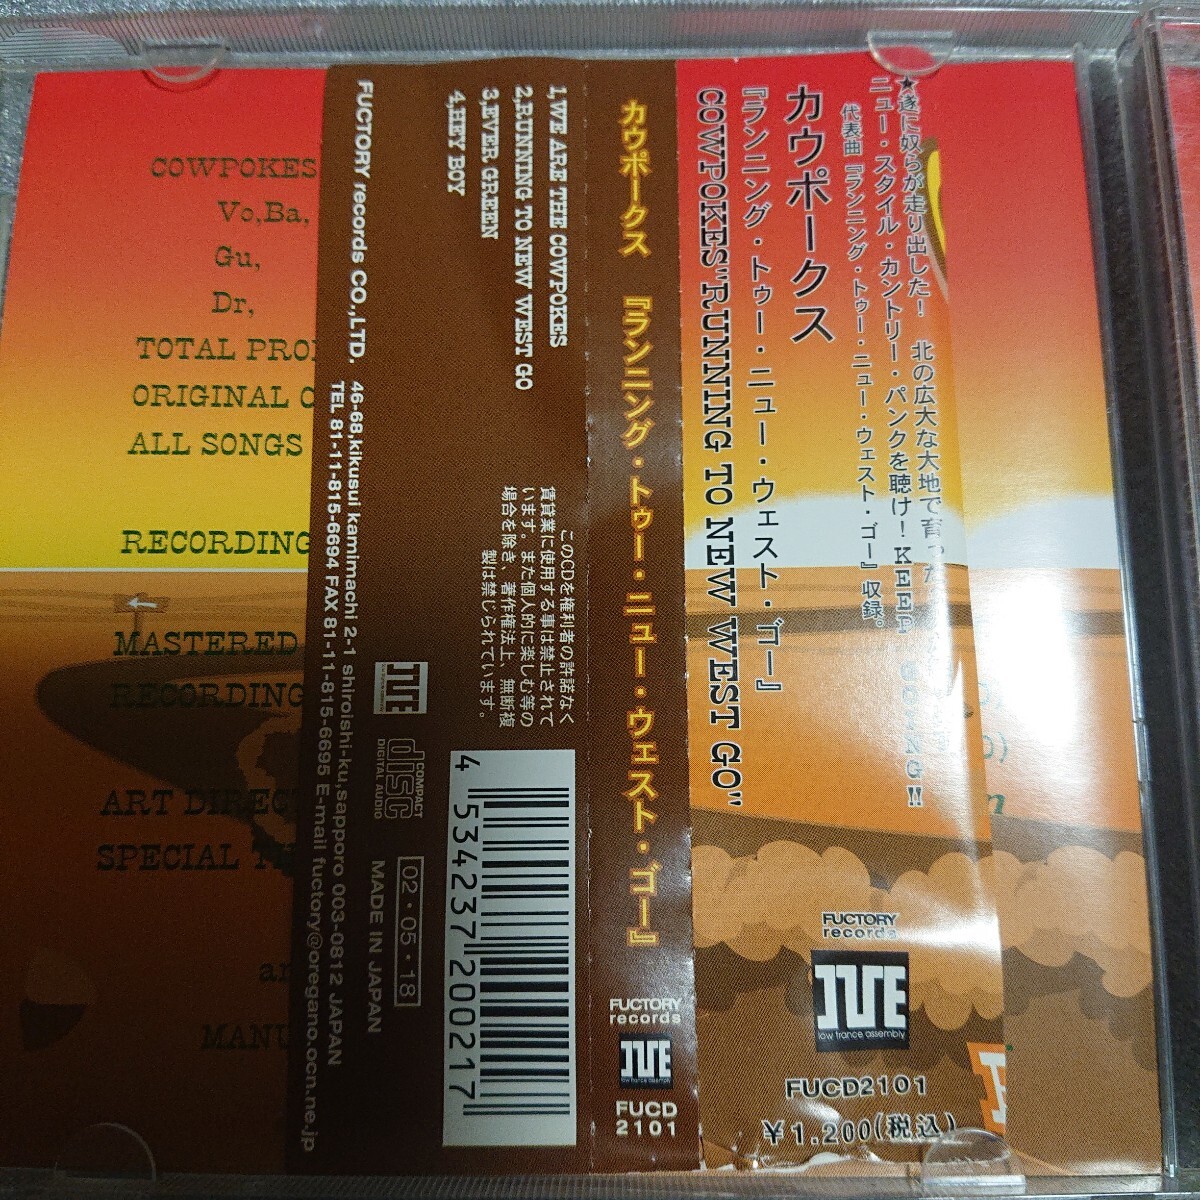 ★遂に奴らが走り出した! 北の広大な大地で育った
ニュー・スタイル・カントリー・パンクを聴け! KEEP GOING!!
代表曲『ランニング・トゥー・ニュー・ウェスト・ゴー』収録。
カウポークス
『ランニング・トゥー・ニュー・ウェスト・ゴー』
COWPOKES"RUNNING TO NEW WEST GO"
FUCTORY
records
low trance assembly
FUCD2101
¥1.200(税込)
カウポークス 『ランニング・トゥー・ニュー・ウェスト・ゴー』
FUCTORY
records
low trance assembly
FUCD
2101
1,WE ARE THE COWPOKES
2,RUNNING TO NEW WEST GO
3,EVER GREEN
4,HEY BOY
このCDを権利者の許諾なく
賃貸業に使用する事は禁止されて
います。また個人的に楽しむ等の
場合を除き、著作権法上、無断複
製は禁じられています。
4 534237 200217
COMPACT
disc
DIGITAL AUDIO
02・05・18
MADE IN JAPAN
FUCTORY records CO.,LTD. 46-68,kikusui kamimachi 2-1 shiroishi-ku,sapporo 003-0812 JAPAN
TEL 81-11-815-6694 FAX 81-11-815-6695 E-mail fuctory@oregano.ocn.ne.jp
COWPOKES
Vo,Ba,
Gu,
Dr,
TOTAL PRO
ORIGINAL
ALL SONGS
RECORDING
MASTERED
RECORDING
ART DIREC
SPECIAL
MANU